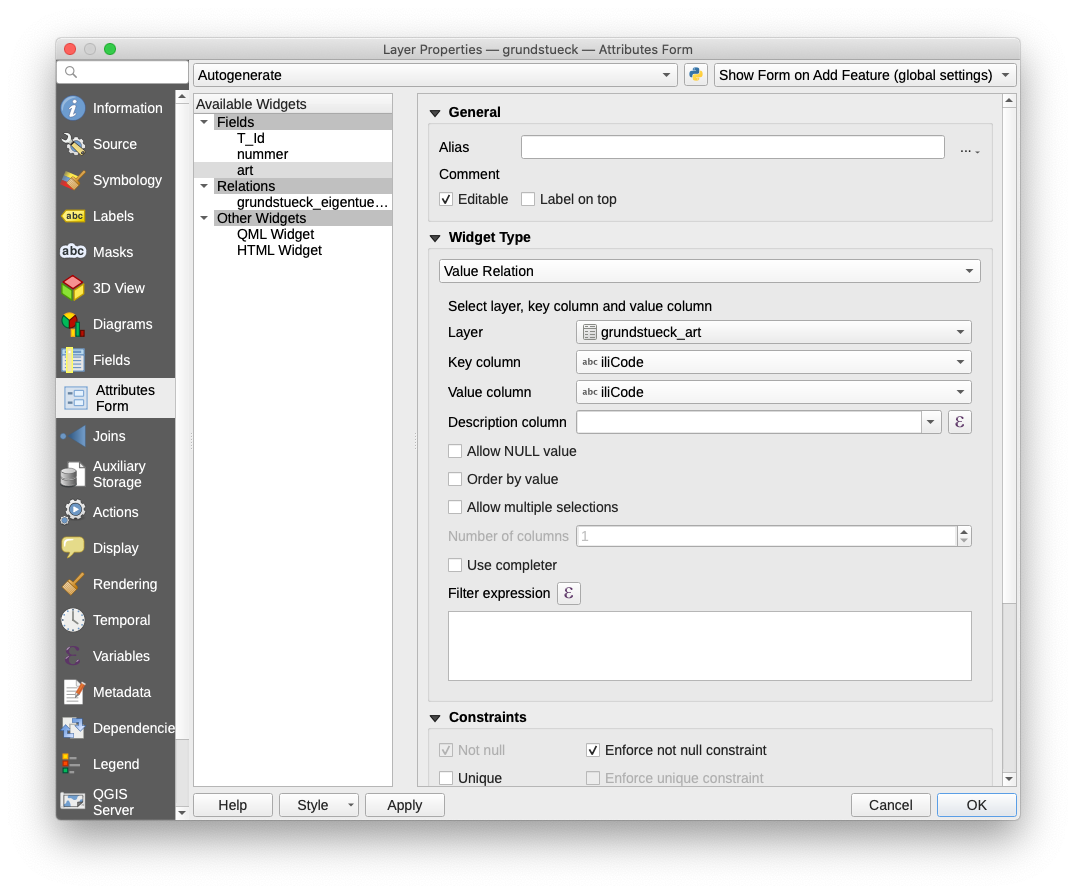 Layer Properties — grundstueck — Attributes Form
Autogenerate
Show Form on Add Feature (global settings)
Information
Source
Symbology
abc Labels
abc Masks
3D View
Diagrams
Fields
Attributes
Form
Joins
Auxiliary
Storage
Actions
Display
Rendering
Temporal
Variables
Metadata
Dependencie
Legend
QGIS
Server
Available Widgets
Fields
T_Id
nummer
art
Relations
grundstueck_eigentue…
Other Widgets
QML Widget
HTML Widget
General
Alias
...
Comment
Editable Label on top
Widget Type
Value Relation
Select layer, key column and value column
Layer grundstueck_art
Key column abc iliCode
Value column abc iliCode
Description column ε
Allow NULL value
Order by value
Allow multiple selections
Number of columns 1
Use completer
Filter expression ε
Constraints
Not null Enforce not null constraint
Unique Enforce unique constraint
Help Style Apply Cancel OK